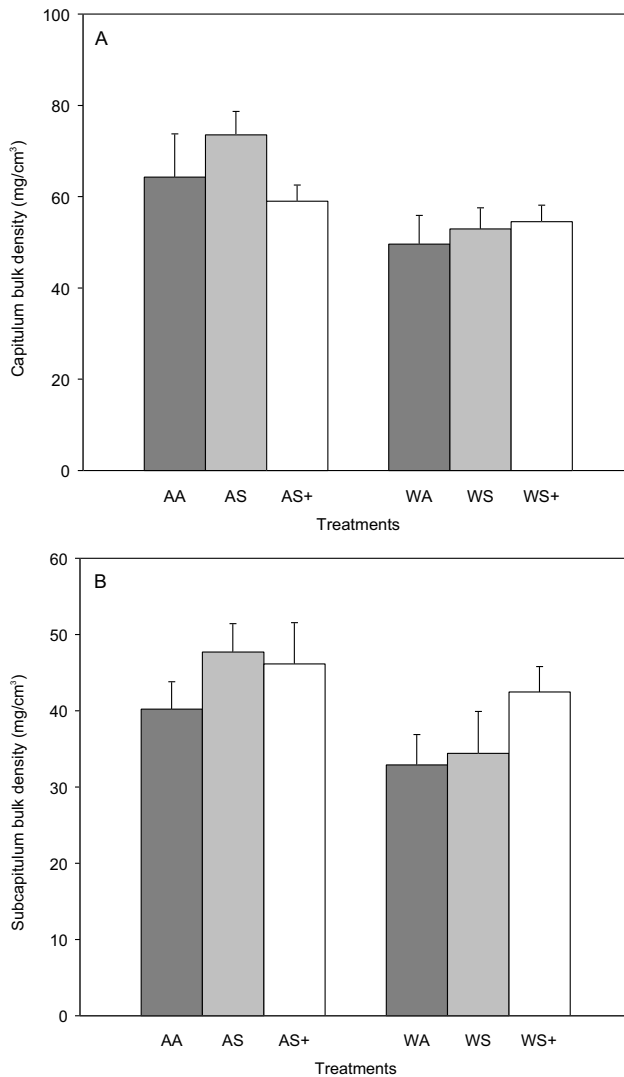 A
Capitulum bulk density (mg/cm³)
100
80
60
40
20
0
AA AS AS+ WA WS WS+
Treatments
B
Subcapitulum bulk density (mg/cm³)
60
50
40
30
20
10
0
AA AS AS+ WA WS WS+
Treatments